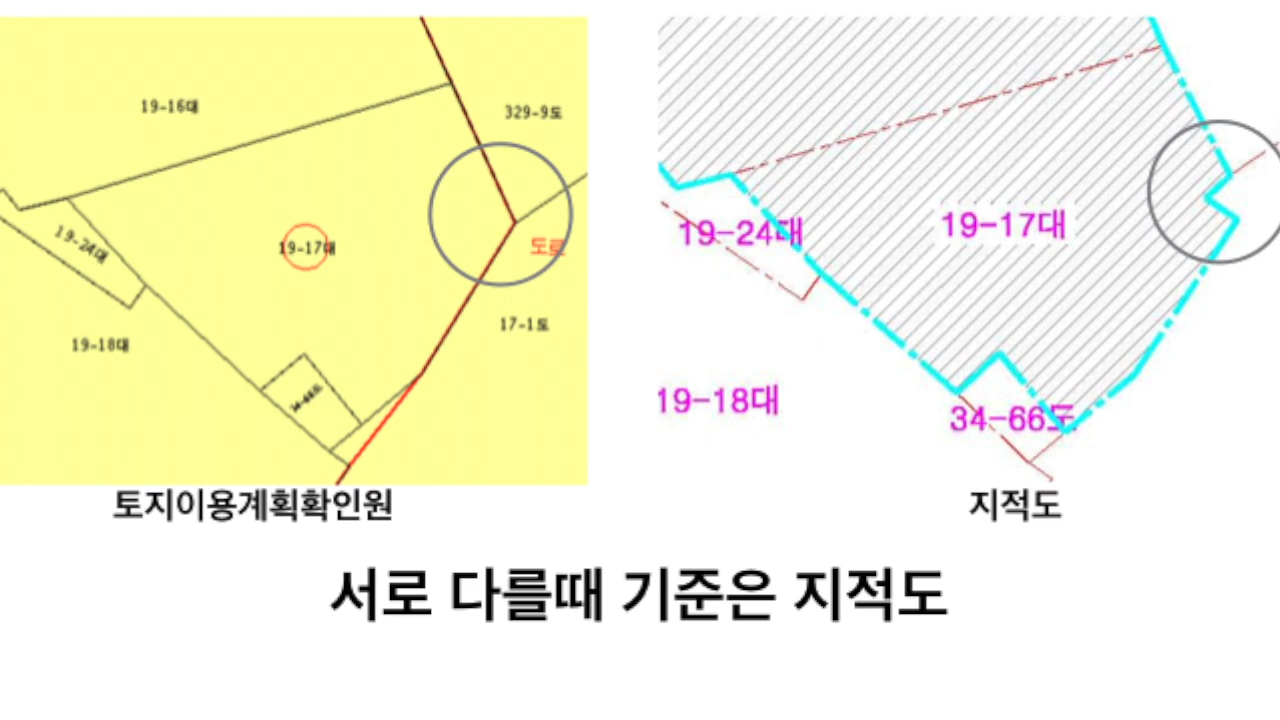 19-16대
329-9토
19-24대
19-17대
도로
17-1토
19-18대
19-24대
19-17대
19-18대
34-66도
토지이용계획확인원
지적도
서로 다를때 기준은 지적도